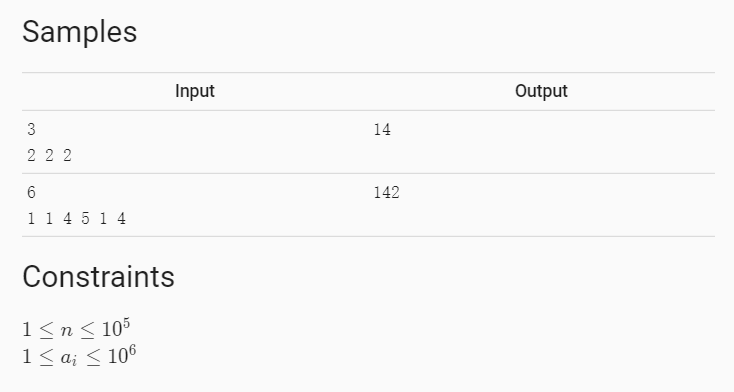 Samples
Input Output
3 14
2 2 2
6 142
1 1 4 5 1 4
Constraints
1 ≤ n ≤ 10^5
1 ≤ a_i ≤ 10^6